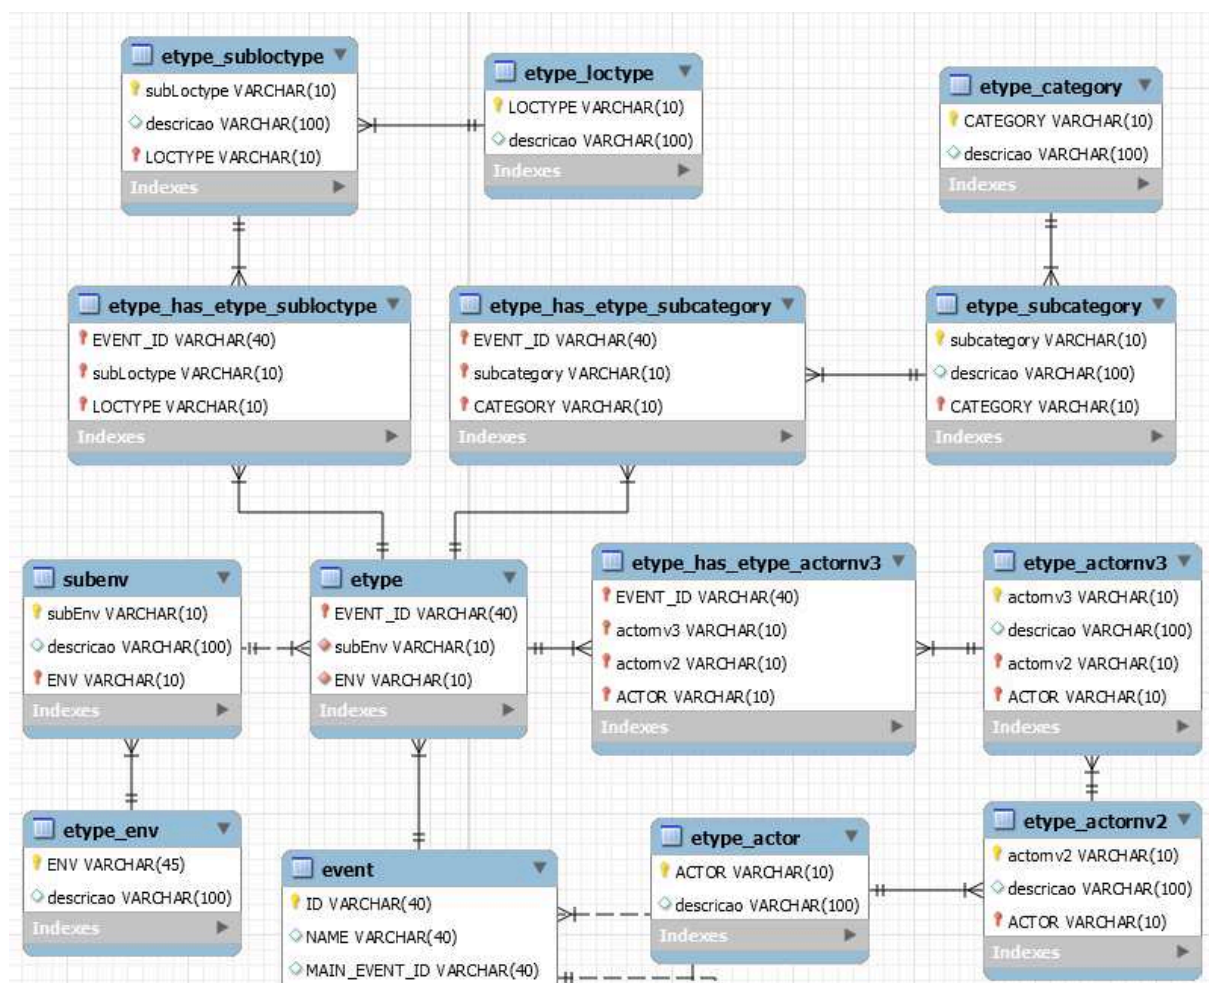 etype_subloctype
subLoctype VARCHAR(10)
descricao VARCHAR(100)
LOCTYPE VARCHAR(10)
Indexes
etype_loctype
LOCTYPE VARCHAR(10)
descricao VARCHAR(100)
Indexes
etype_category
CATEGORY VARCHAR(10)
descricao VARCHAR(100)
Indexes
etype_has_etype_subloctype
EVENT_ID VARCHAR(40)
subLoctype VARCHAR(10)
LOCTYPE VARCHAR(10)
Indexes
etype_has_etype_subcategory
EVENT_ID VARCHAR(40)
subcategory VARCHAR(10)
CATEGORY VARCHAR(10)
Indexes
etype_subcategory
subcategory VARCHAR(10)
descricao VARCHAR(100)
CATEGORY VARCHAR(10)
Indexes
subenv
subEnv VARCHAR(10)
descricao VARCHAR(100)
ENV VARCHAR(10)
Indexes
etype
EVENT_ID VARCHAR(40)
subEnv VARCHAR(10)
ENV VARCHAR(10)
Indexes
etype_has_etype_actornv3
EVENT_ID VARCHAR(40)
actornv3 VARCHAR(10)
actornv2 VARCHAR(10)
ACTOR VARCHAR(10)
Indexes
etype_actornv3
actornv3 VARCHAR(10)
descricao VARCHAR(100)
actornv2 VARCHAR(10)
ACTOR VARCHAR(10)
Indexes
etype_env
ENV VARCHAR(45)
descricao VARCHAR(100)
Indexes
event
ID VARCHAR(40)
NAME VARCHAR(40)
MAIN_EVENT_ID VARCHAR(40)
etype_actor
ACTOR VARCHAR(10)
descricao VARCHAR(100)
Indexes
etype_actornv2
actornv2 VARCHAR(10)
descricao VARCHAR(100)
ACTOR VARCHAR(10)
Indexes